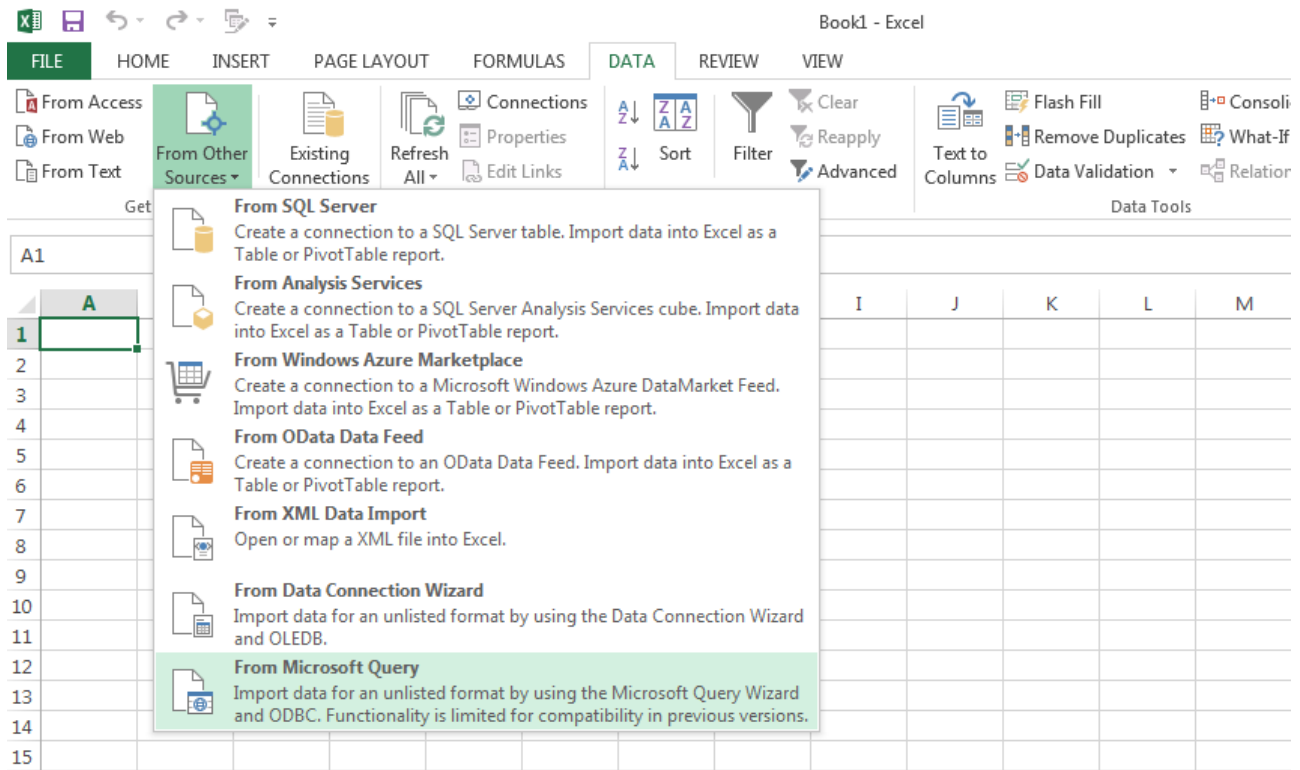 Book1 - Excel
FILE HOME INSERT PAGE LAYOUT FORMULAS DATA REVIEW VIEW
From Access
From Web
From Text
From Other
Sources
Existing
Connections
Refresh
All
Connections
Properties
Edit Links
A
Z
Z
A
Z A
A Z
Sort
Filter
Clear
Reapply
Advanced
Text to
Columns
Flash Fill
Remove Duplicates
Data Validation
Consoli
What-If
Relation
Get
Data Tools
A1
From SQL Server
Create a connection to a SQL Server table. Import data into Excel as a
Table or PivotTable report.
From Analysis Services
Create a connection to a SQL Server Analysis Services cube. Import data
into Excel as a Table or PivotTable report.
From Windows Azure Marketplace
Create a connection to a Microsoft Windows Azure DataMarket Feed.
Import data into Excel as a Table or PivotTable report.
From OData Data Feed
Create a connection to an OData Data Feed. Import data into Excel as a
Table or PivotTable report.
From XML Data Import
Open or map a XML file into Excel.
From Data Connection Wizard
Import data for an unlisted format by using the Data Connection Wizard
and OLEDB.
From Microsoft Query
Import data for an unlisted format by using the Microsoft Query Wizard
and ODBC. Functionality is limited for compatibility in previous versions.
A I J K L M
1
2
3
4
5
6
7
8
9
10
11
12
13
14
15